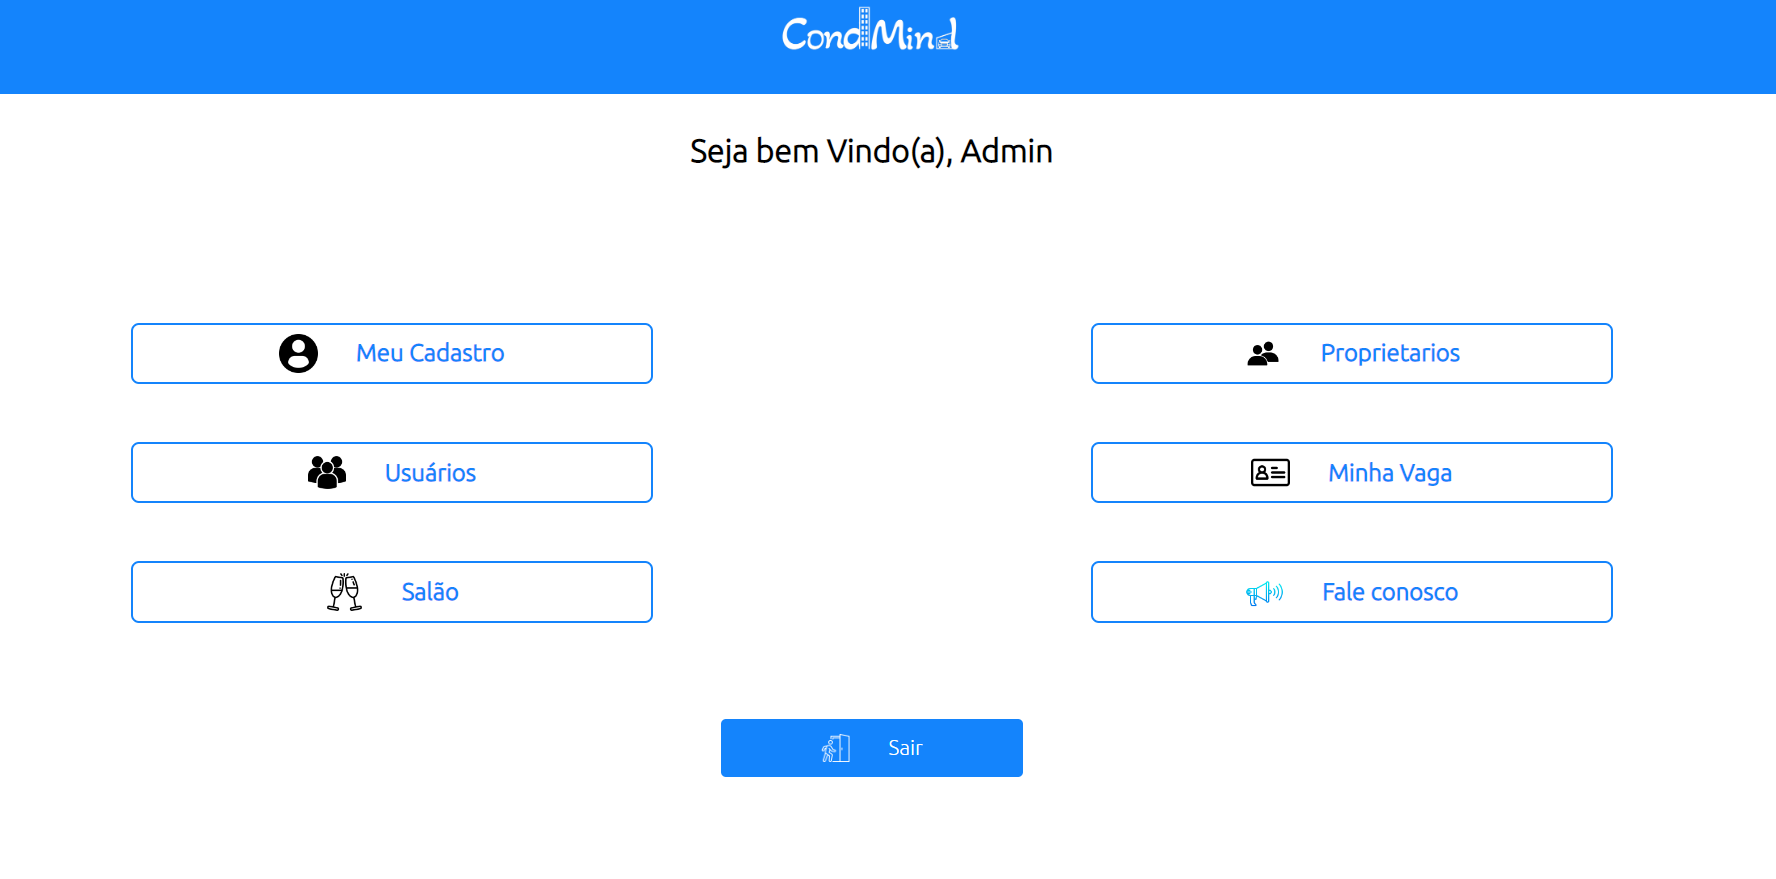 CondMind
Seja bem Vindo(a), Admin
Meu Cadastro
Proprietarios
Usuários
Minha Vaga
Salão
Fale conosco
Sair